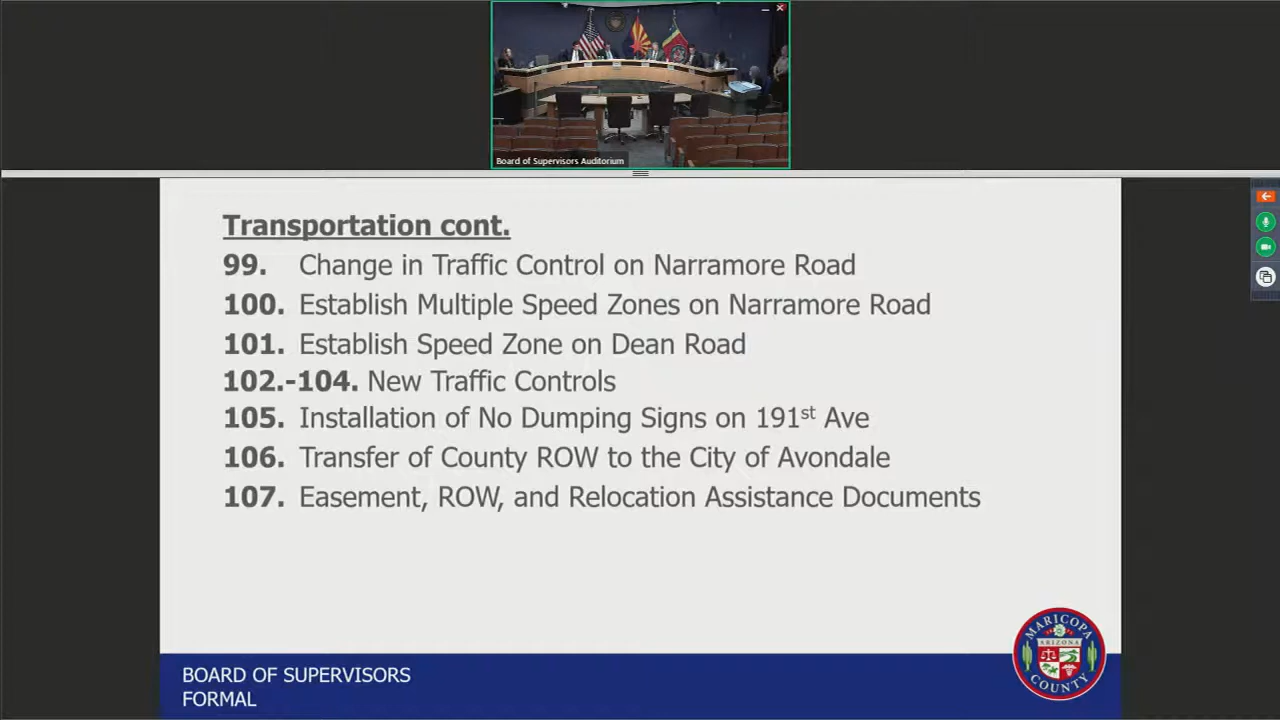 Board of Supervisors Auditorium
Transportation cont.
99. Change in Traffic Control on Narramore Road
100. Establish Multiple Speed Zones on Narramore Road
101. Establish Speed Zone on Dean Road
102.-104. New Traffic Controls
105. Installation of No Dumping Signs on 191st Ave
106. Transfer of County ROW to the City of Avondale
107. Easement, ROW, and Relocation Assistance Documents
BOARD OF SUPERVISORS
FORMAL
MARICOPA
ARIZONA
COUNTY